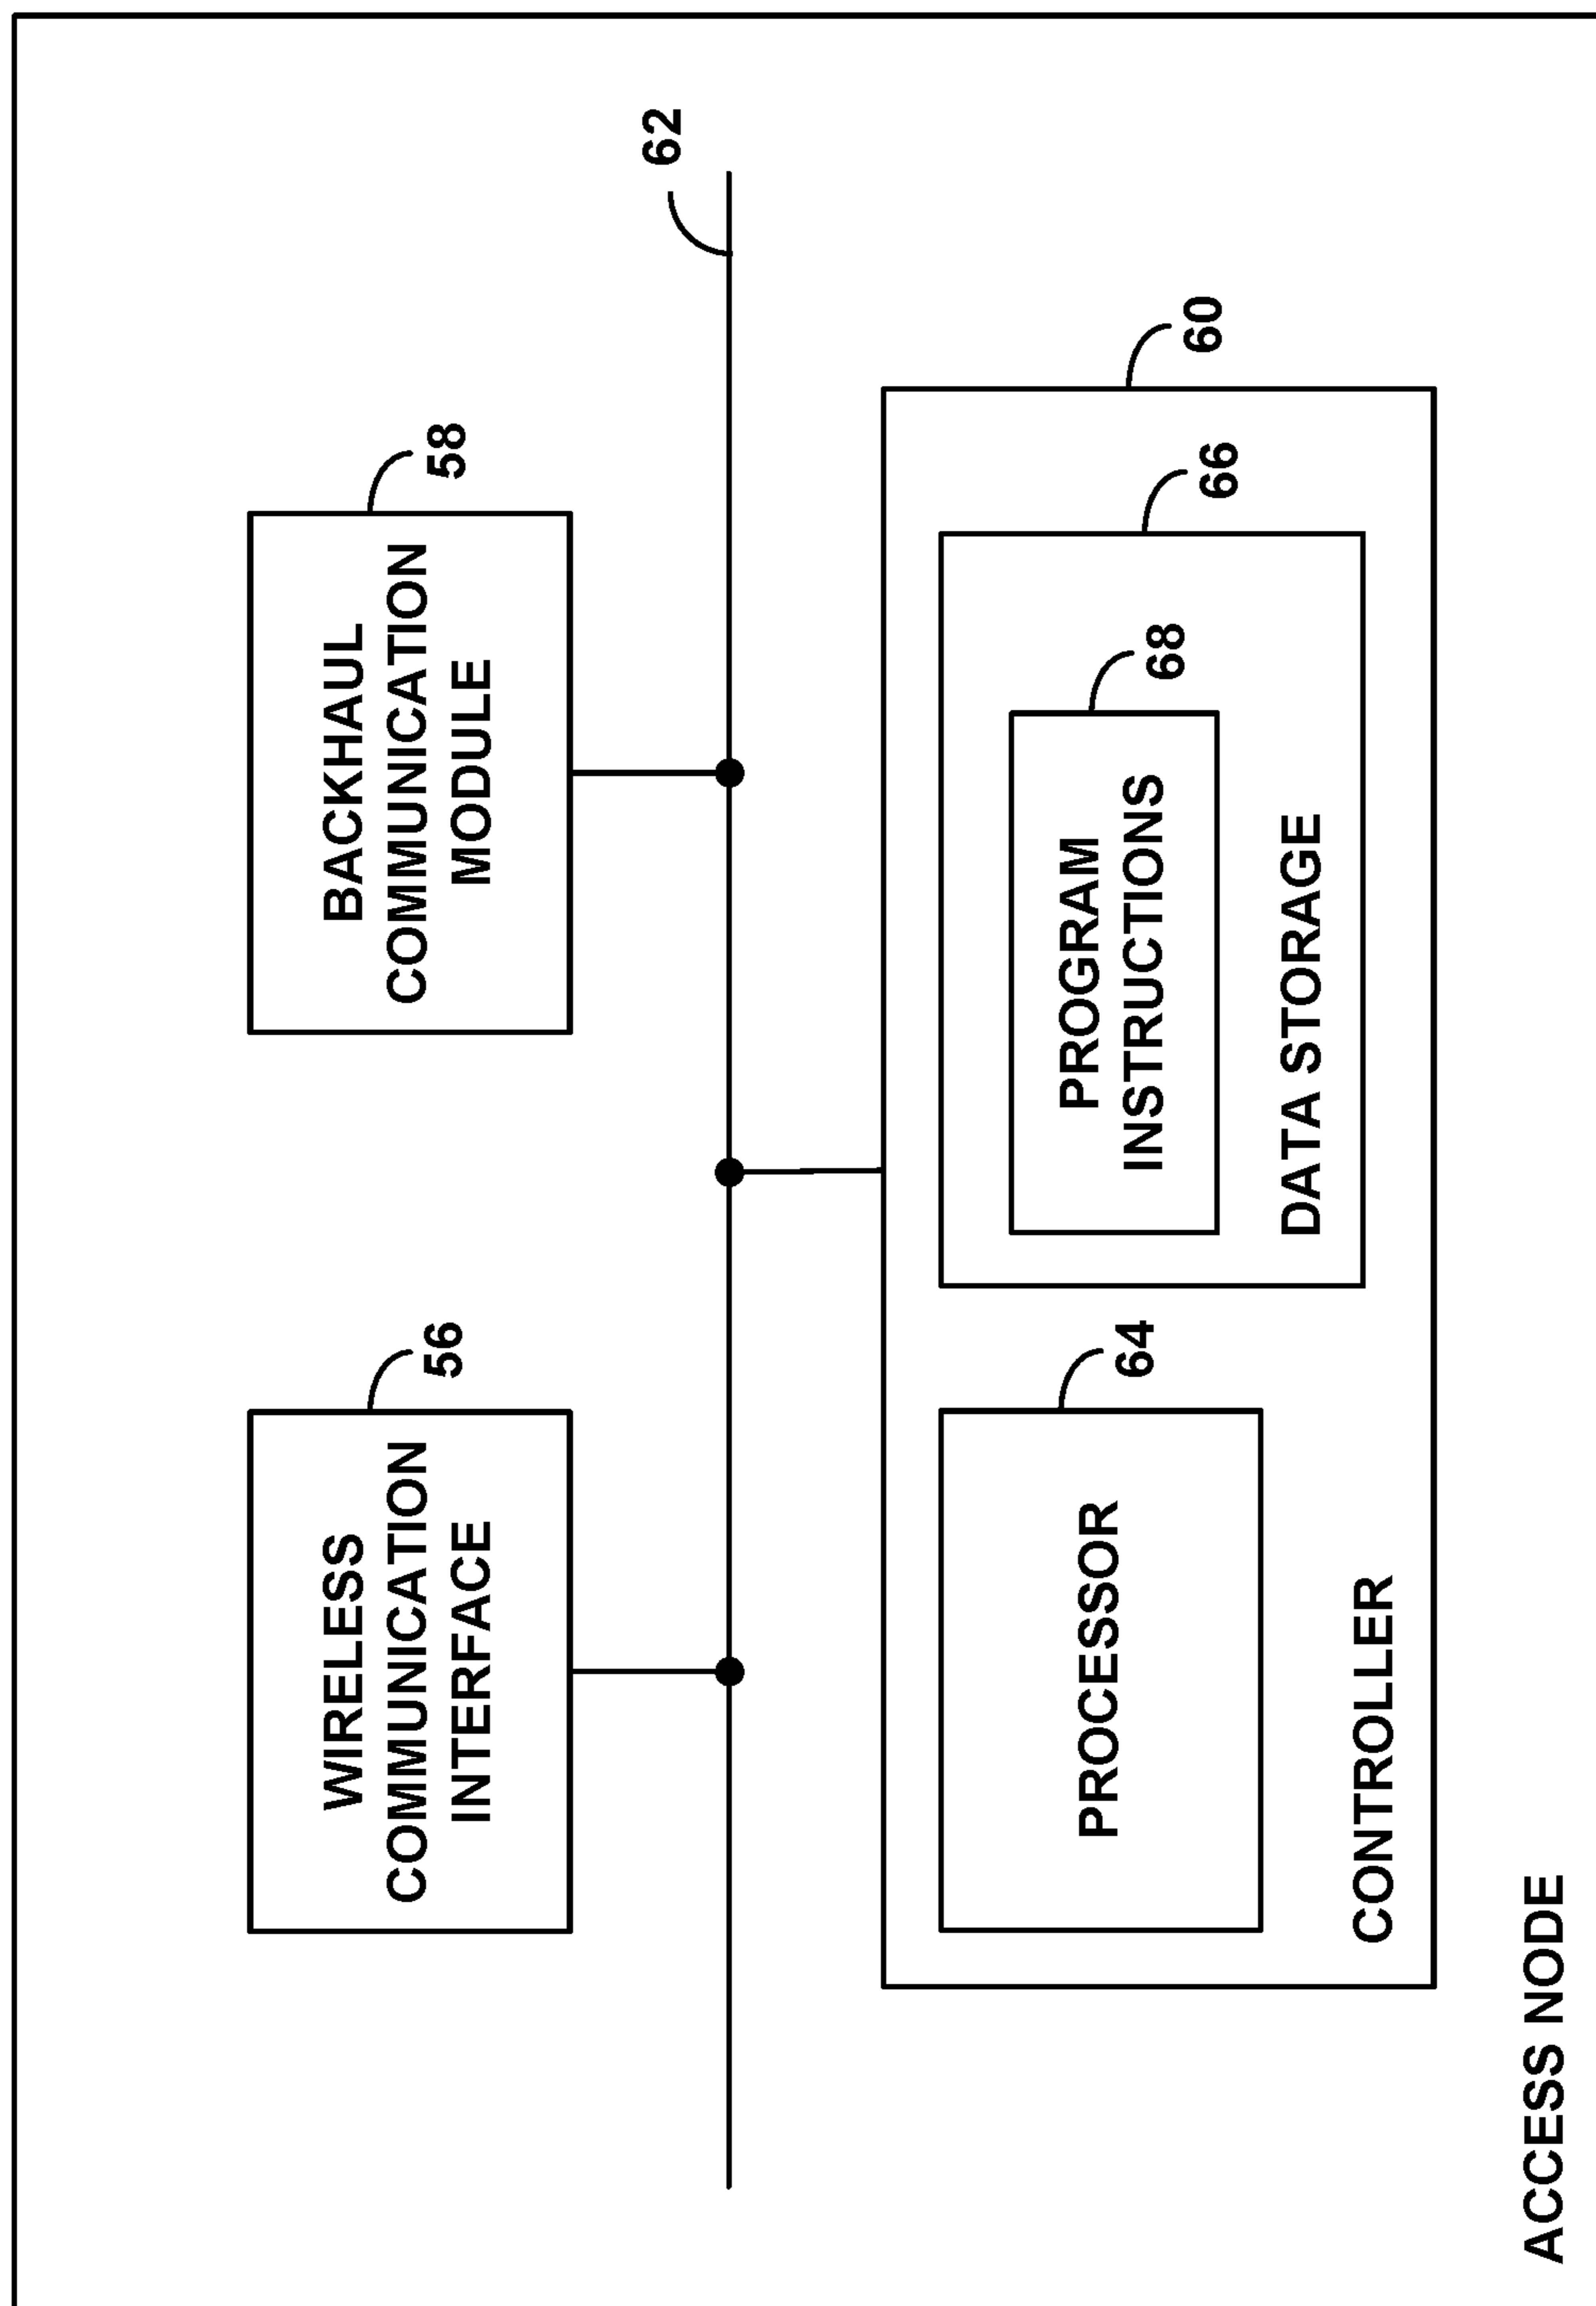 56
WIRELESS
COMMUNICATION
INTERFACE
58
BACKHAUL
COMMUNICATION
MODULE
62
60
64
PROCESSOR
66
68
PROGRAM
INSTRUCTIONS
DATA STORAGE
CONTROLLER
ACCESS NODE